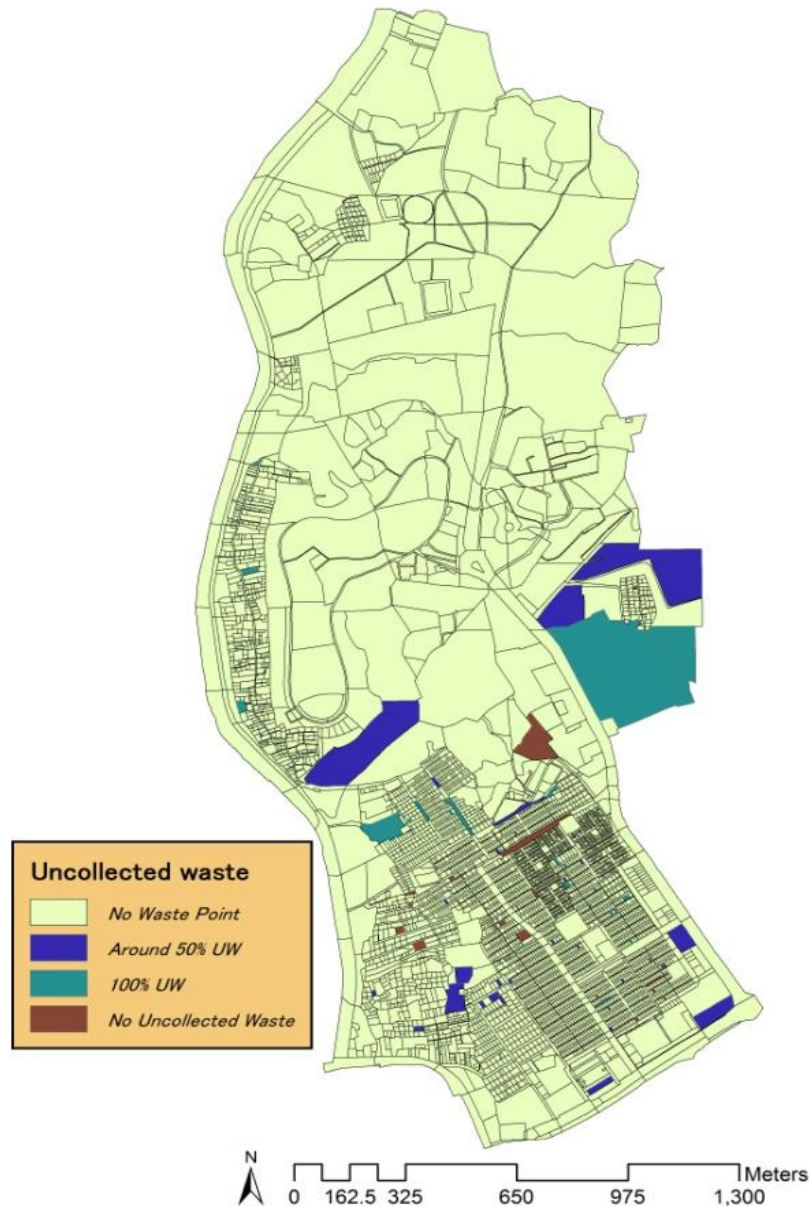 Uncollected waste
No Waste Point
Around 50% UW
100% UW
No Uncollected Waste
N
Meters
0 162.5 325 650 975 1,300